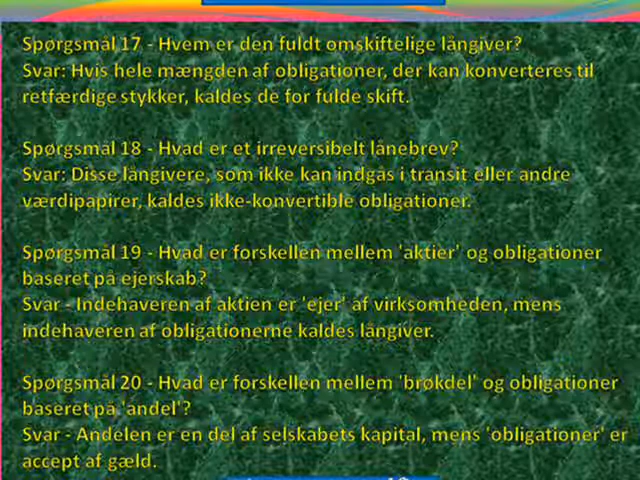 Spørgsmål 17 - Hvem er den fuldt omskiftelige långiver?
Svar: Hvis hele mængden af obligationer, der kan konverteres til
retfærdige stykker, kaldes de for fulde skift.
Spørgsmål 18 - Hvad er et irreversibelt lånebrev?
Svar: Disse långivere, som ikke kan indgås i transit eller andre
værdipapirer, kaldes ikke-konvertible obligationer.
Spørgsmål 19 - Hvad er forskellen mellem 'aktier' og obligationer
baseret på ejerskab?
Svar - Indehaveren af aktien er 'ejer' af virksomheden, mens
indehaveren af obligationerne kaldes långiver.
Spørgsmål 20 - Hvad er forskellen mellem 'brøkdel' og obligationer
baseret på 'andel'?
Svar - Andelen er en del af selskabets kapital, mens 'obligationer' er
accept af gæld.